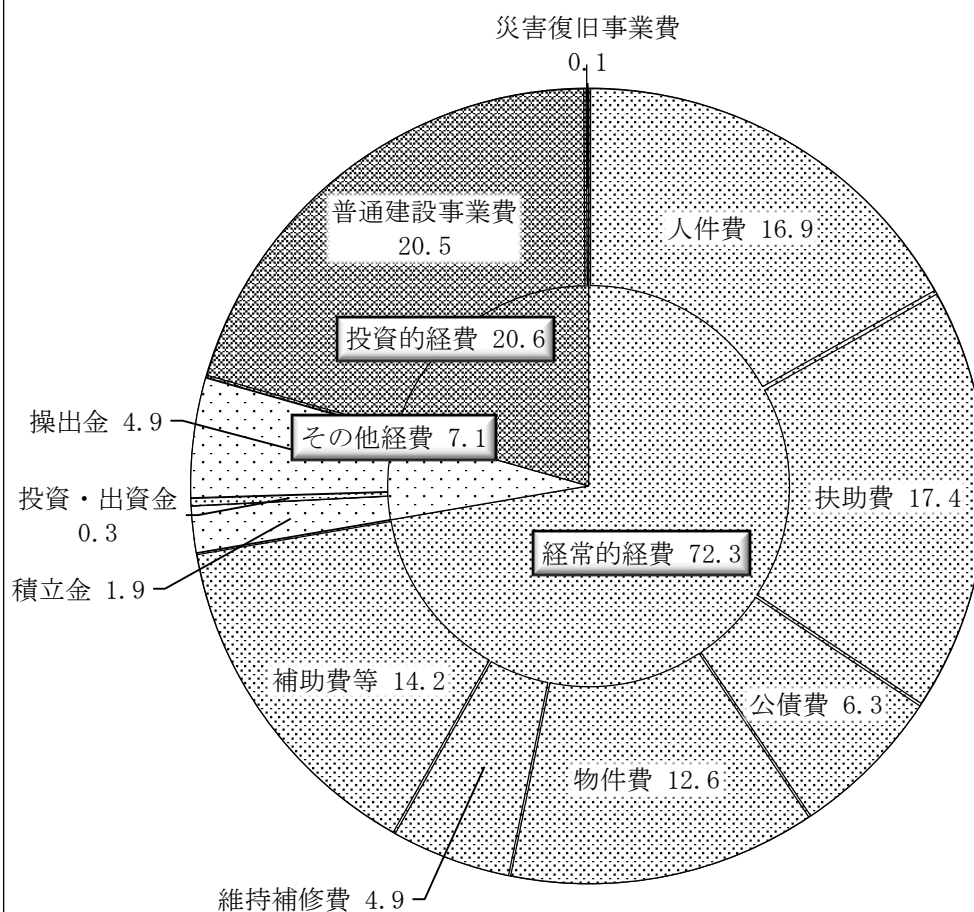 災害復旧事業費
0.1
人件費 16.9
普通建設事業費
20.5
投資的経費 20.6
操出金 4.9
その他経費 7.1
投資・出資金
0.3
扶助費 17.4
経常的経費 72.3
積立金 1.9
補助費等 14.2
公債費 6.3
物件費 12.6
維持補修費 4.9